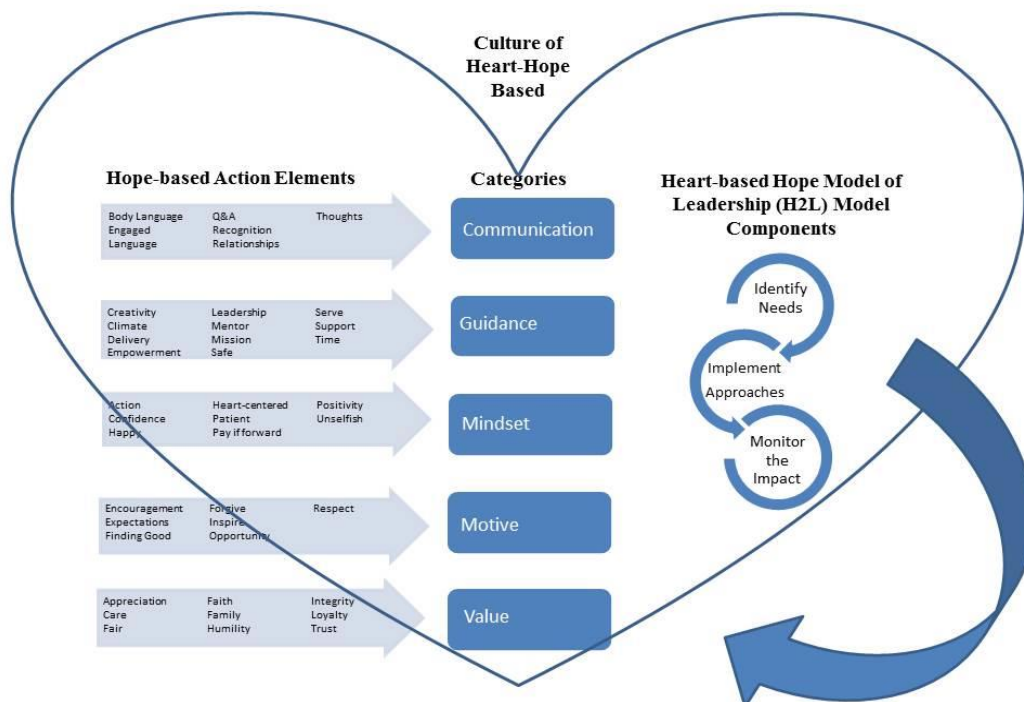 Culture of
Heart-Hope
Based
Hope-based Action Elements
Categories
Heart-based Hope Model of
Leadership (H2L) Model
Components
Body Language Q&A Thoughts
Engaged Recognition
Language Relationships
Communication
Creativity Leadership Serve
Climate Mentor Support
Delivery Mission Time
Empowerment Safe
Guidance
Action Heart-centered Positivity
Confidence Patient Unselfish
Happy Pay if forward
Mindset
Encouragement Forgive Respect
Expectations Inspire
Finding Good Opportunity
Motive
Appreciation Faith Integrity
Care Family Loyalty
Fair Humility Trust
Value
Identify
Needs
Implement
Approaches
Monitor
the
Impact